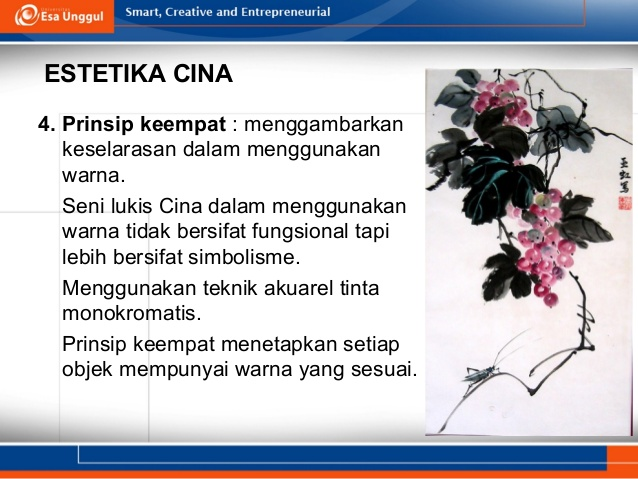 Esa Unggul
Smart, Creative and Entrepreneurial
ESTETIKA CINA
4. Prinsip keempat : menggambarkan
keselarasan dalam menggunakan
warna.
Seni lukis Cina dalam menggunakan
warna tidak bersifat fungsional tapi
lebih bersifat simbolisme.
Menggunakan teknik akuarel tinta
monokromatis.
Prinsip keempat menetapkan setiap
objek mempunyai warna yang sesuai.